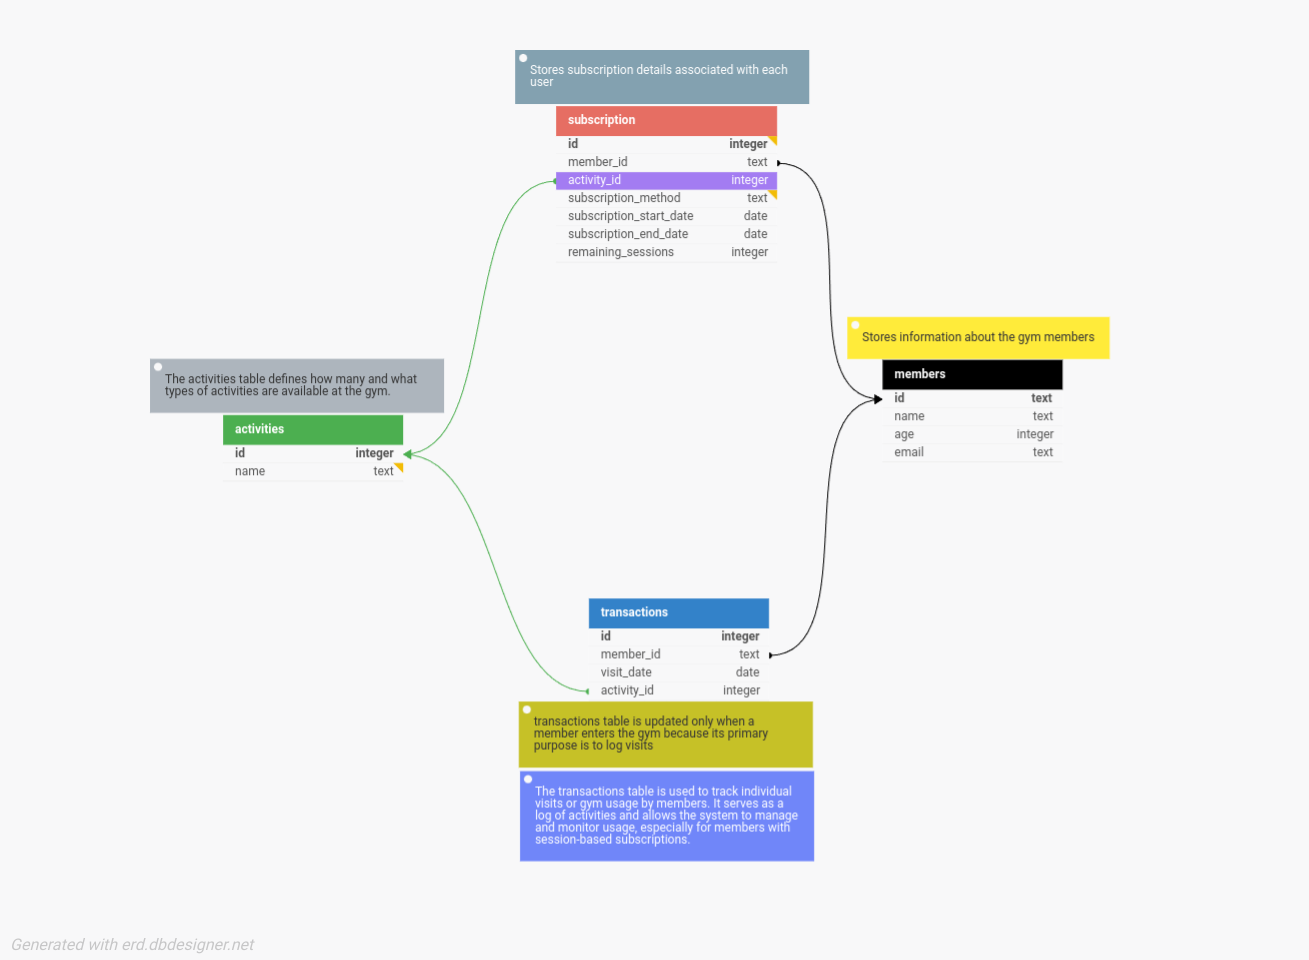 Stores subscription details associated with each
user
subscription
id integer
member_id text
activity_id integer
subscription_method text
subscription_start_date date
subscription_end_date date
remaining_sessions integer
Stores information about the gym members
members
id text
name text
age integer
email text
The activities table defines how many and what
types of activities are available at the gym.
activities
id integer
name text
transactions
id integer
member_id text
visit_date date
activity_id integer
transactions table is updated only when a
member enters the gym because its primary
purpose is to log visits
The transactions table is used to track individual
visits or gym usage by members. It serves as a
log of activities and allows the system to manage
and monitor usage, especially for members with
session-based subscriptions.
Generated with erd.dbdesigner.net